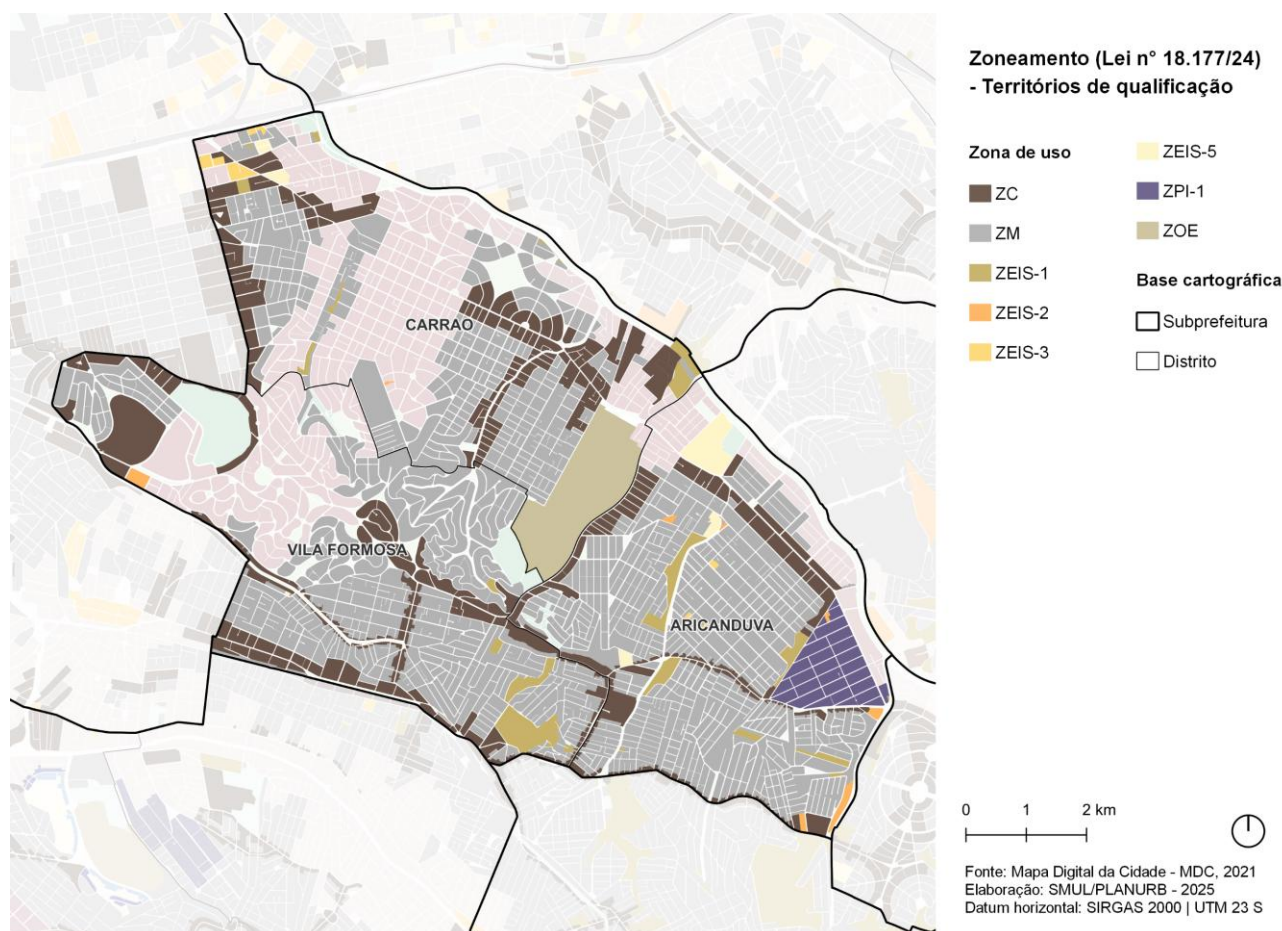 Zoneamento (Lei n° 18.177/24)
- Territórios de qualificação
Zona de uso
ZC
ZM
ZEIS-1
ZEIS-2
ZEIS-3
ZEIS-5
ZPI-1
ZOE
Base cartográfica
Subprefeitura
Distrito
CARRAO
VILA FORMOSA
ARICANDUVA
0 1 2 km
Fonte: Mapa Digital da Cidade - MDC, 2021
Elaboração: SMUL/PLANURB - 2025
Datum horizontal: SIRGAS 2000 | UTM 23 S